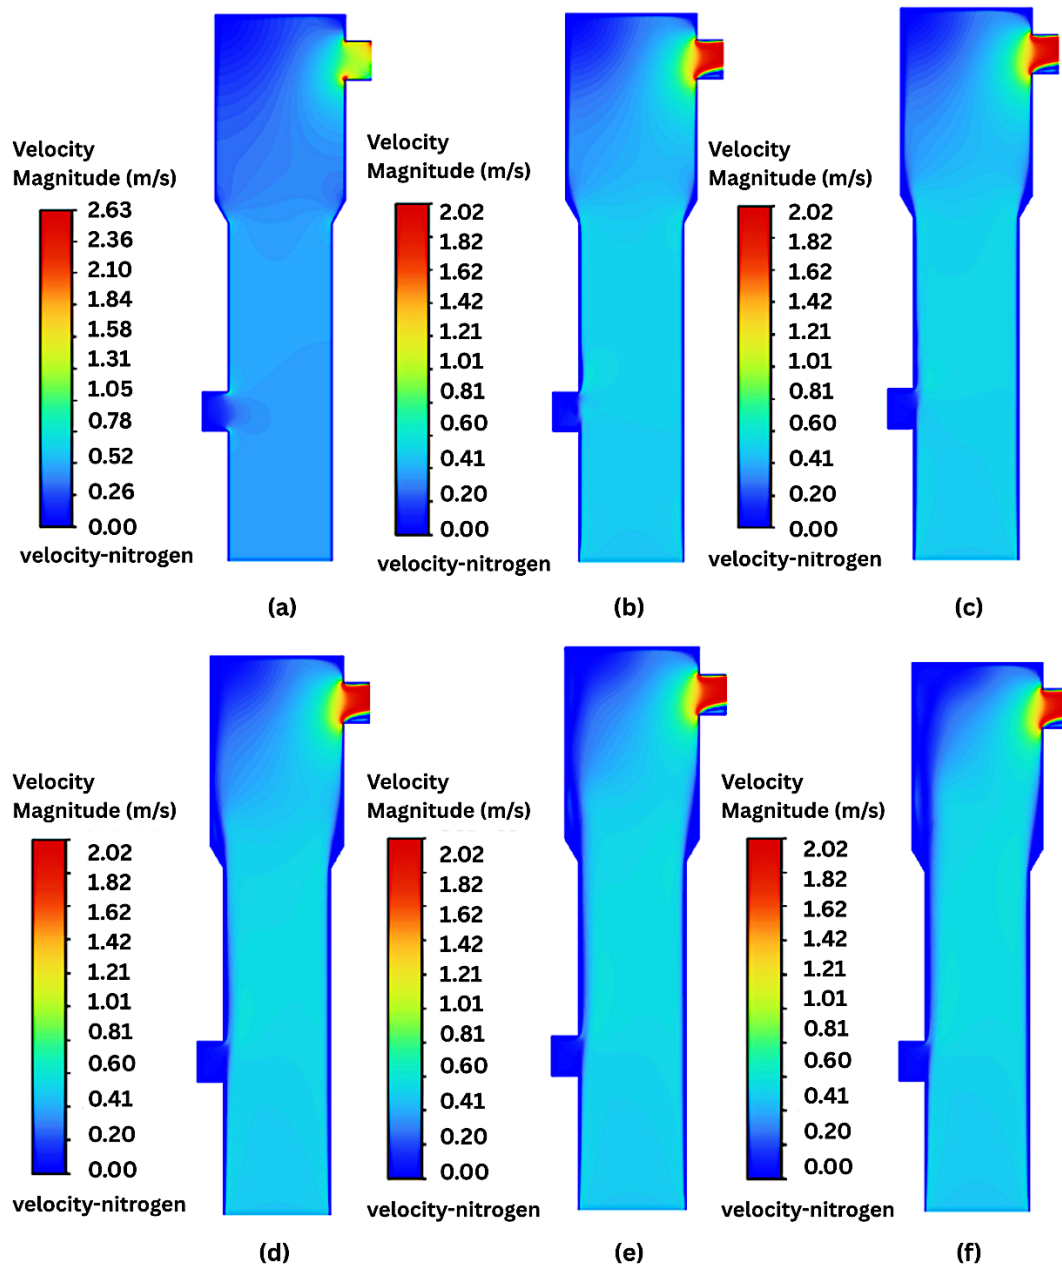 Velocity
Magnitude (m/s)
2.63
2.36
2.10
1.84
1.58
1.31
1.05
0.78
0.52
0.26
0.00
velocity-nitrogen
(a)
Velocity
Magnitude (m/s)
2.02
1.82
1.62
1.42
1.21
1.01
0.81
0.60
0.41
0.20
0.00
velocity-nitrogen
(b)
Velocity
Magnitude (m/s)
2.02
1.82
1.62
1.42
1.21
1.01
0.81
0.60
0.41
0.20
0.00
velocity-nitrogen
(c)
Velocity
Magnitude (m/s)
2.02
1.82
1.62
1.42
1.21
1.01
0.81
0.60
0.41
0.20
0.00
velocity-nitrogen
(d)
Velocity
Magnitude (m/s)
2.02
1.82
1.62
1.42
1.21
1.01
0.81
0.60
0.41
0.20
0.00
velocity-nitrogen
(e)
Velocity
Magnitude (m/s)
2.02
1.82
1.62
1.42
1.21
1.01
0.81
0.60
0.41
0.20
0.00
velocity-nitrogen
(f)